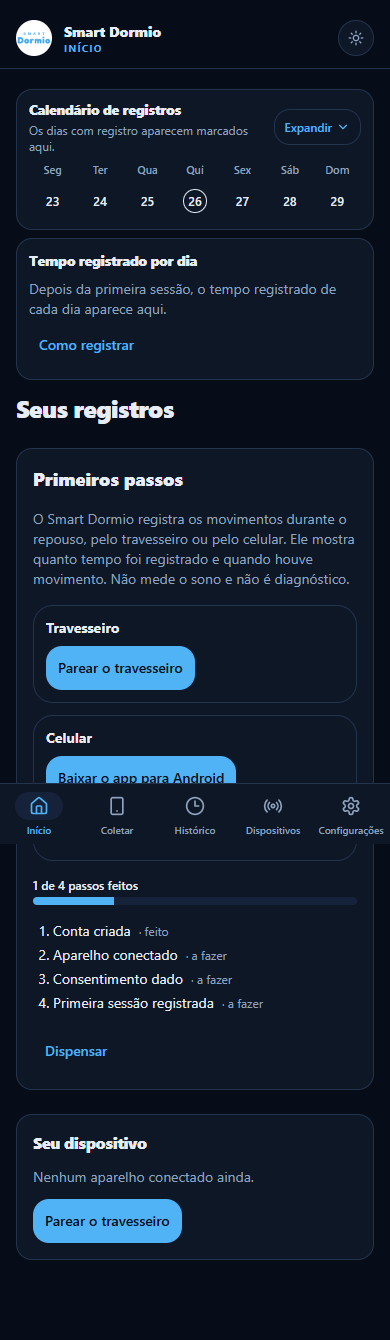 SMART
Dormio
Smart Dormio
INÍCIO
Calendário de registros
Os dias com registro aparecem marcados
aqui.
Expandir
Seg Ter Qua Qui Sex Sáb Dom
23 24 25 26 27 28 29
Tempo registrado por dia
Depois da primeira sessão, o tempo registrado de
cada dia aparece aqui.
Como registrar
Seus registros
Primeiros passos
O Smart Dormio registra os movimentos durante o
repouso, pelo travesseiro ou pelo celular. Ele mostra
quanto tempo foi registrado e quando houve
movimento. Não mede o sono e não é diagnóstico.
Travesseiro
Parear o travesseiro
Celular
Baixar o app para Android
Início Coletar Histórico Dispositivos Configurações
1 de 4 passos feitos
1. Conta criada · feito
2. Aparelho conectado · a fazer
3. Consentimento dado · a fazer
4. Primeira sessão registrada · a fazer
Dispensar
Seu dispositivo
Nenhum aparelho conectado ainda.
Parear o travesseiro